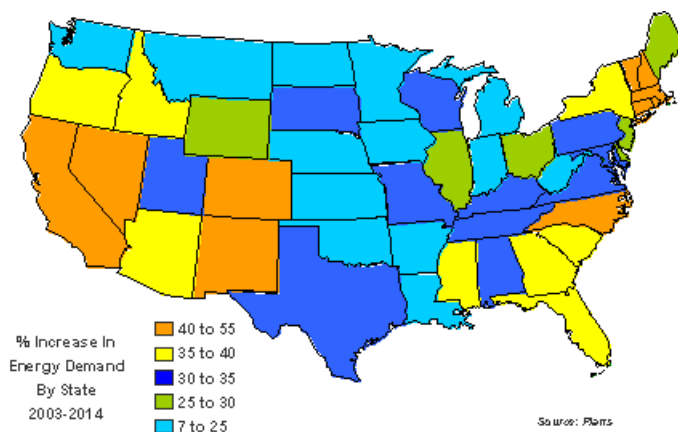 % Increase In
Energy Demand
By State
2003-2014
40 to 55
35 to 40
30 to 35
25 to 30
7 to 25
Source: Platts